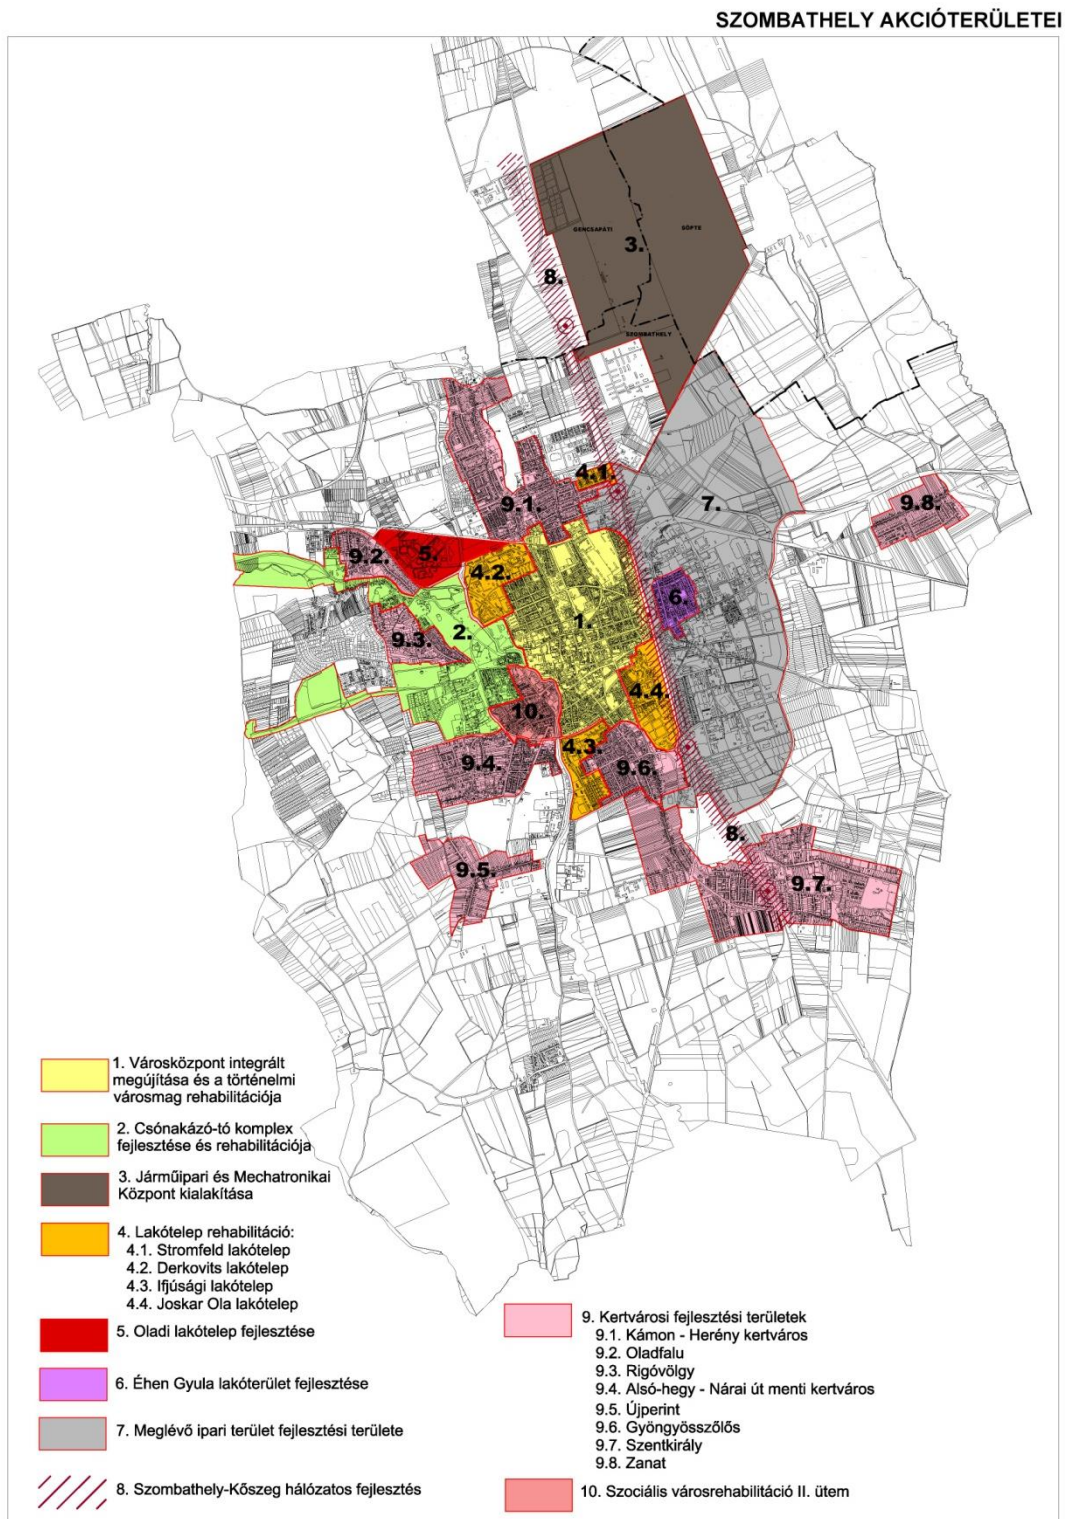 SZOMBATHELY AKCIÓTERÜLETEI
GENCSAPÁTI
SÖPTE
3.
8.
SZOMBATHELY
4.1.
9.1.
7.
9.8.
9.2.
5.
4.2.
6.
1.
2.
9.3.
4.4.
10.
4.3.
9.4.
9.6.
8.
9.5.
9.7.
1. Városközpont integrált
megújítása és a történelmi
városmag rehabilitációja
2. Csónakázó-tó komplex
fejlesztése és rehabilitációja
3. Járműipari és Mechatronikai
Központ kialakítása
4. Lakótelep rehabilitáció:
4.1. Stromfeld lakótelep
4.2. Derkovits lakótelep
4.3. Ifjúsági lakótelep
4.4. Joskar Ola lakótelep
5. Oladi lakótelep fejlesztése
6. Éhen Gyula lakóterület fejlesztése
7. Meglévő ipari terület fejlesztési területe
8. Szombathely-Kőszeg hálózatos fejlesztés
9. Kertvárosi fejlesztési területek
9.1. Kámon - Herény kertváros
9.2. Oladfalu
9.3. Rigóvölgy
9.4. Alsó-hegy - Nárai út menti kertváros
9.5. Újperint
9.6. Gyöngyösszőlős
9.7. Szentkirály
9.8. Zanat
10. Szociális városrehabilitáció II. ütem